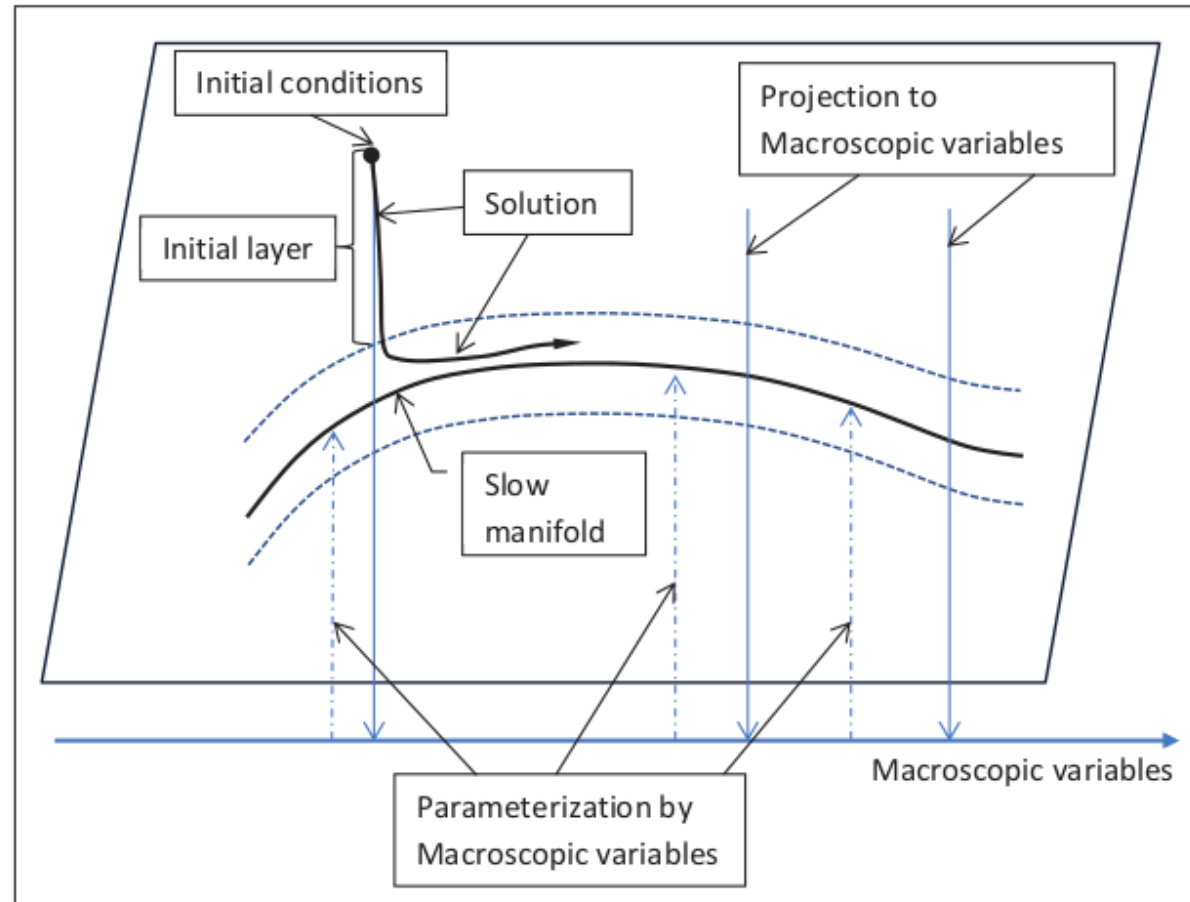 Initial conditions
Projection to
Macroscopic variables
Solution
Initial layer
Slow
manifold
Macroscopic variables
Parameterization by
Macroscopic variables